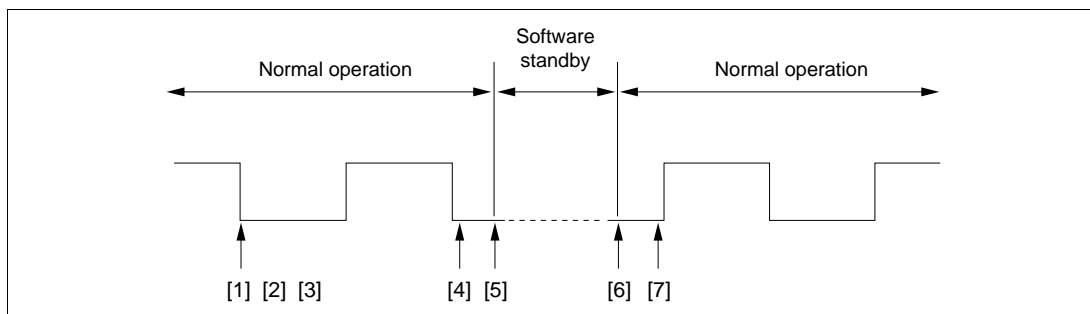 Software
standby
Normal operation
Normal operation
[1] [2] [3]
[4] [5]
[6] [7]